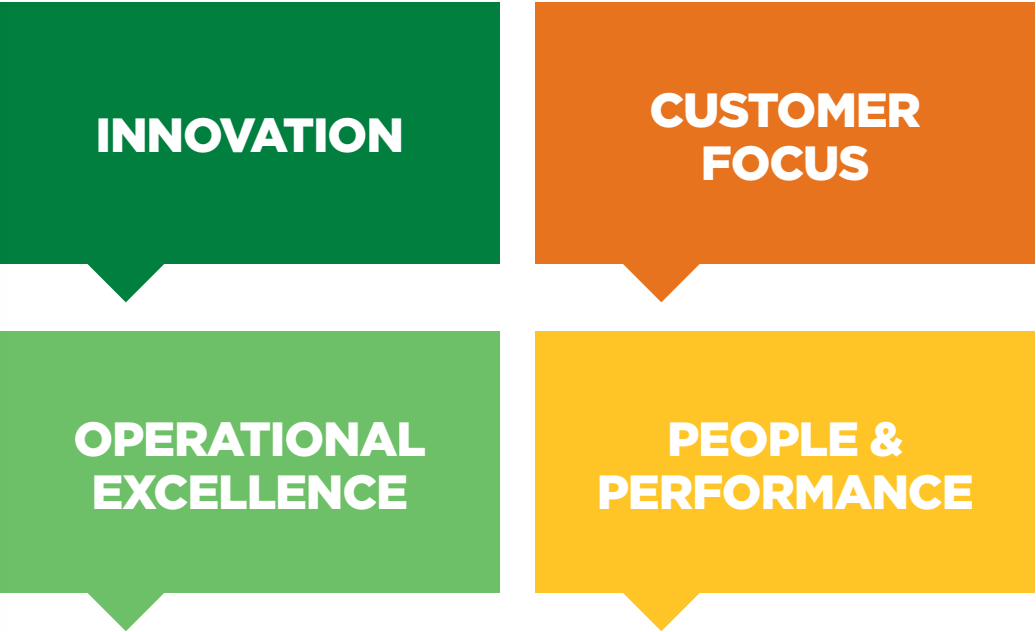 INNOVATION
CUSTOMER
FOCUS
OPERATIONAL
EXCELLENCE
PEOPLE &
PERFORMANCE